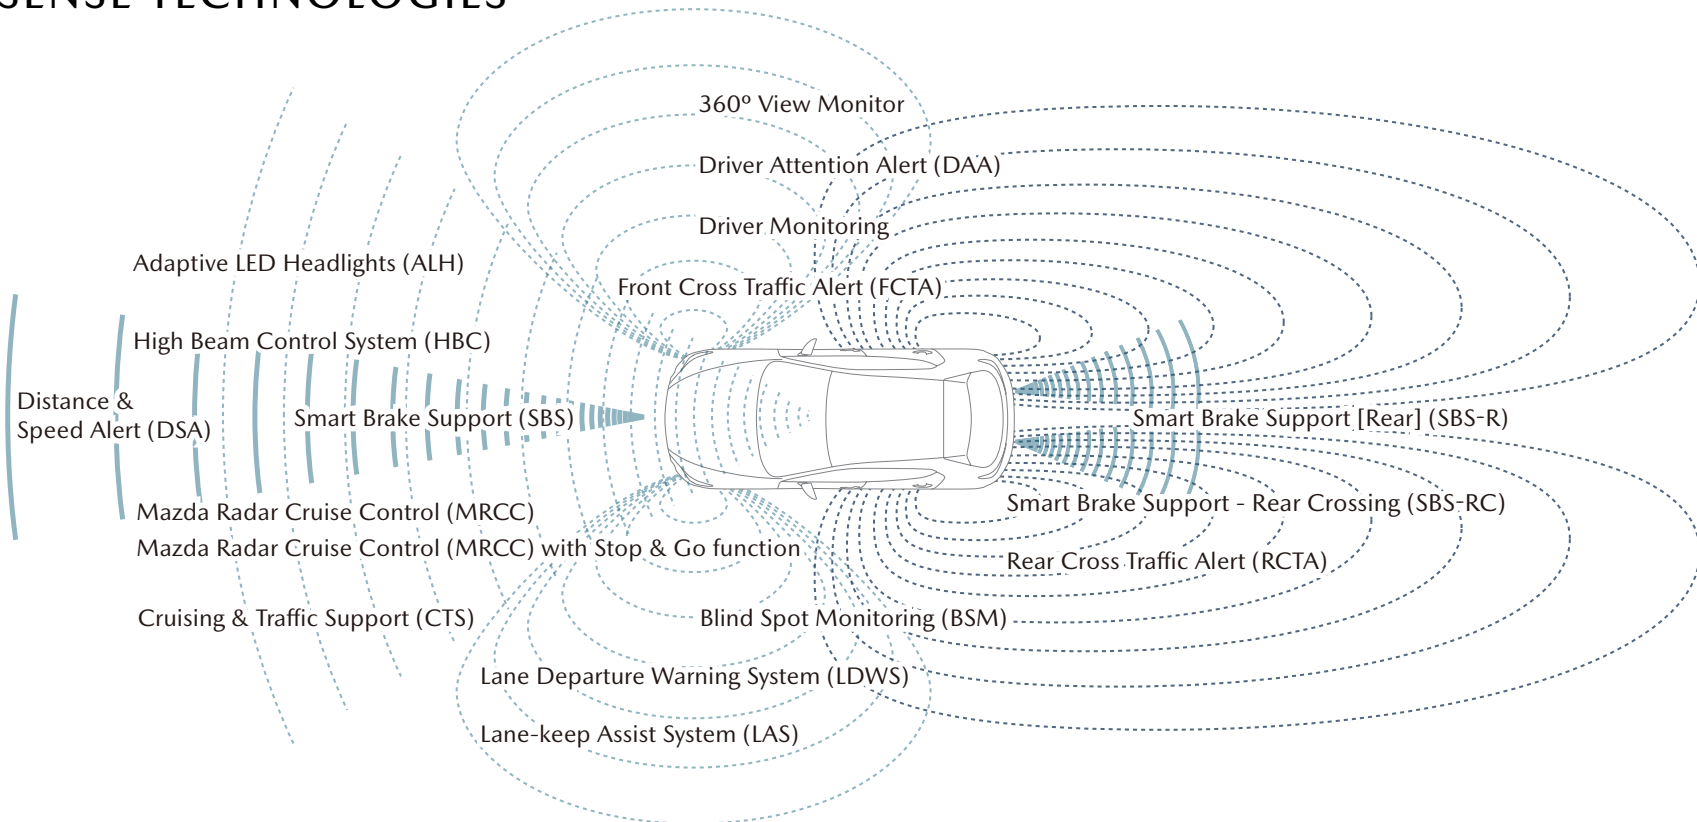 SENSE TECHNOLOGIES
360º View Monitor
Driver Attention Alert (DAA)
Driver Monitoring
Adaptive LED Headlights (ALH)
Front Cross Traffic Alert (FCTA)
High Beam Control System (HBC)
Distance &
Speed Alert (DSA)
Smart Brake Support (SBS)
Smart Brake Support [Rear] (SBS-R)
Mazda Radar Cruise Control (MRCC)
Smart Brake Support - Rear Crossing (SBS-RC)
Mazda Radar Cruise Control (MRCC) with Stop & Go function
Rear Cross Traffic Alert (RCTA)
Cruising & Traffic Support (CTS)
Blind Spot Monitoring (BSM)
Lane Departure Warning System (LDWS)
Lane-keep Assist System (LAS)